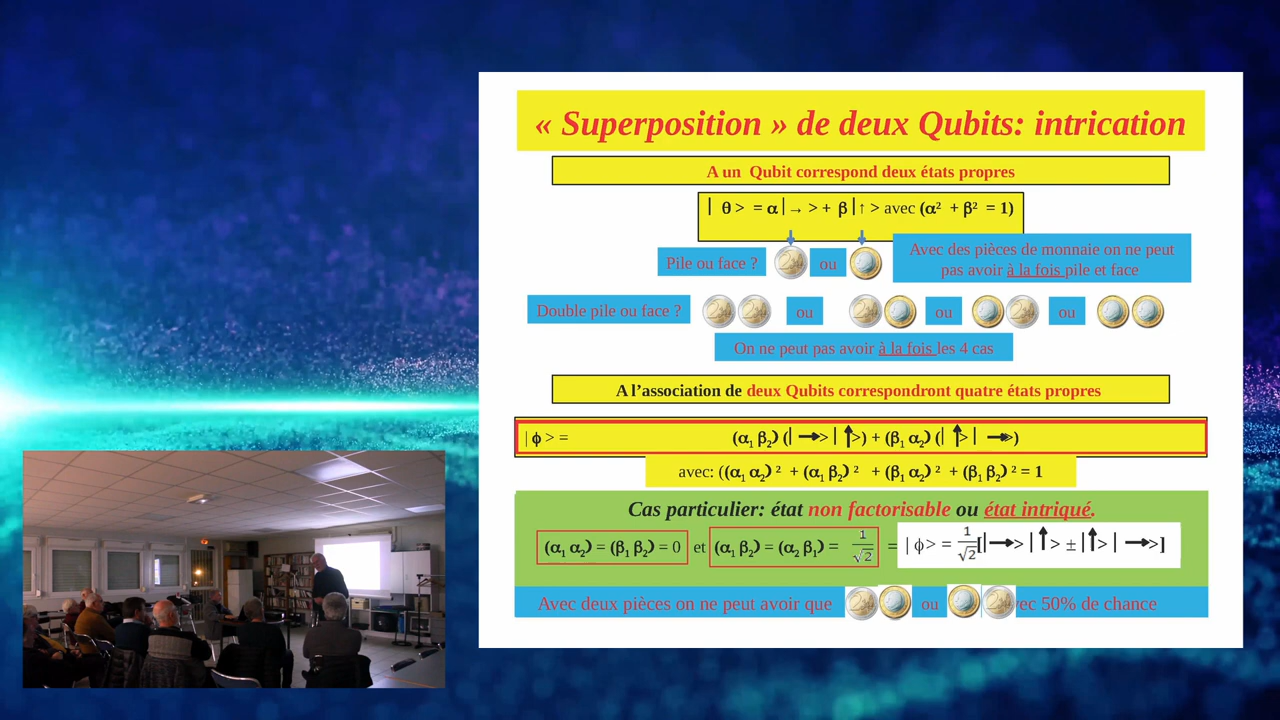 « Superposition » de deux Qubits: intrication
A un Qubit correspond deux états propres
| θ > = α |→ > + β |↑ > avec (α² + β² = 1)
Pile ou face ?
ou
Avec des pièces de monnaie on ne peut
pas avoir à la fois pile et face
Double pile ou face ?
ou
ou
ou
On ne peut pas avoir à la fois les 4 cas
A l’association de deux Qubits correspondront quatre états propres
| ϕ > = (α₁ β₂) (| →> | ↑>) + (β₁ α₂) (| ↑> | →>)
avec: ((α₁ α₂) ² + (α₁ β₂) ² + (β₁ α₂) ² + (β₁ β₂) ² = 1
Cas particulier: état non factorisable ou état intriqué.
(α₁ α₂) = (β₁ β₂) = 0 et (α₁ β₂) = (α₂ β₁) = 1/√2 = | ϕ> = 1/√2 [|→> | ↑> ± |↑> | →>]
Avec deux pièces on ne peut avoir que ou vec 50% de chance